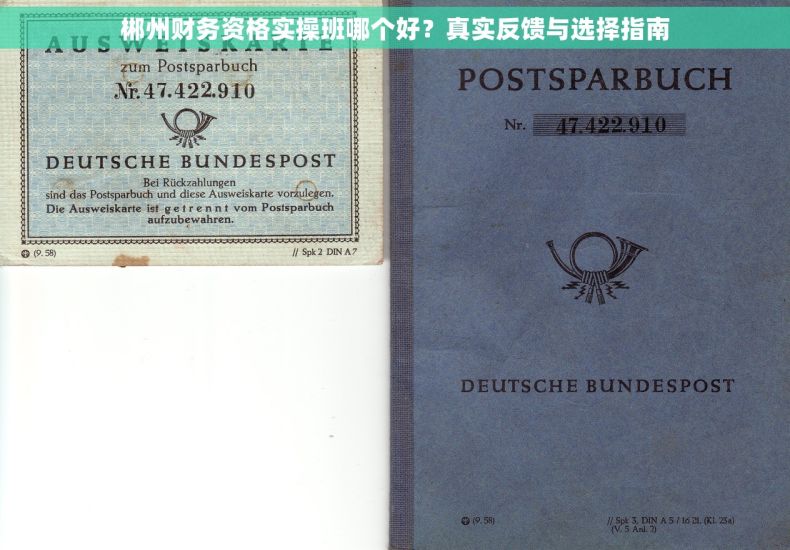 郴州财务资格实操班哪个好？真实反馈与选择指南
AUSWEISKARTE
zum Postsparbuch
Nr. 47.422.910
DEUTSCHE BUNDESPOST
Bei Rückzahlungen
sind das Postsparbuch und diese Ausweiskarte vorzulegen.
Die Ausweiskarte ist getrennt vom Postsparbuch
aufzubewahren.
(9.58)
// Spk 2 DIN A 7
POSTSPARBUCH
Nr. 47.422.910
DEUTSCHE BUNDESPOST
(9.58)
// Spk 3, DIN A 5 / 16 Bl. (Kl. 23a)
(V. 5 Anl. 2)